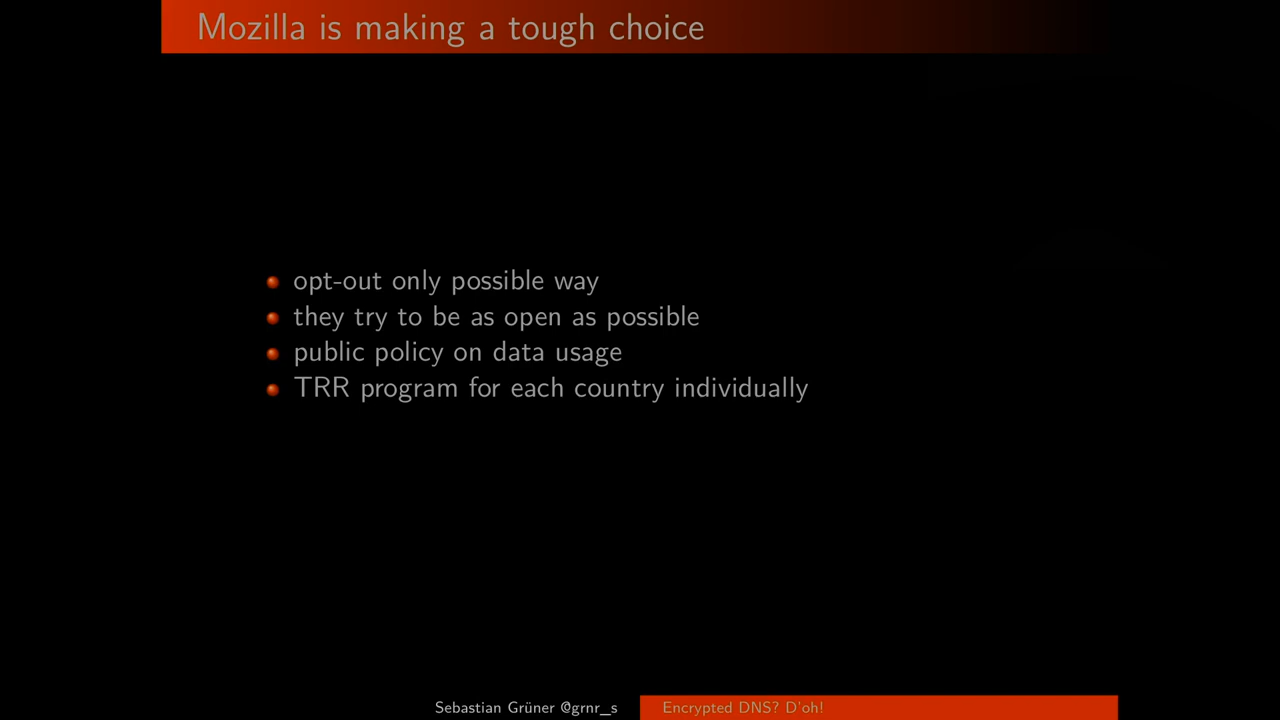 Mozilla is making a tough choice
opt-out only possible way
they try to be as open as possible
public policy on data usage
TRR program for each country individually
Sebastian Grüner @grnr_s
Encrypted DNS? D'oh!